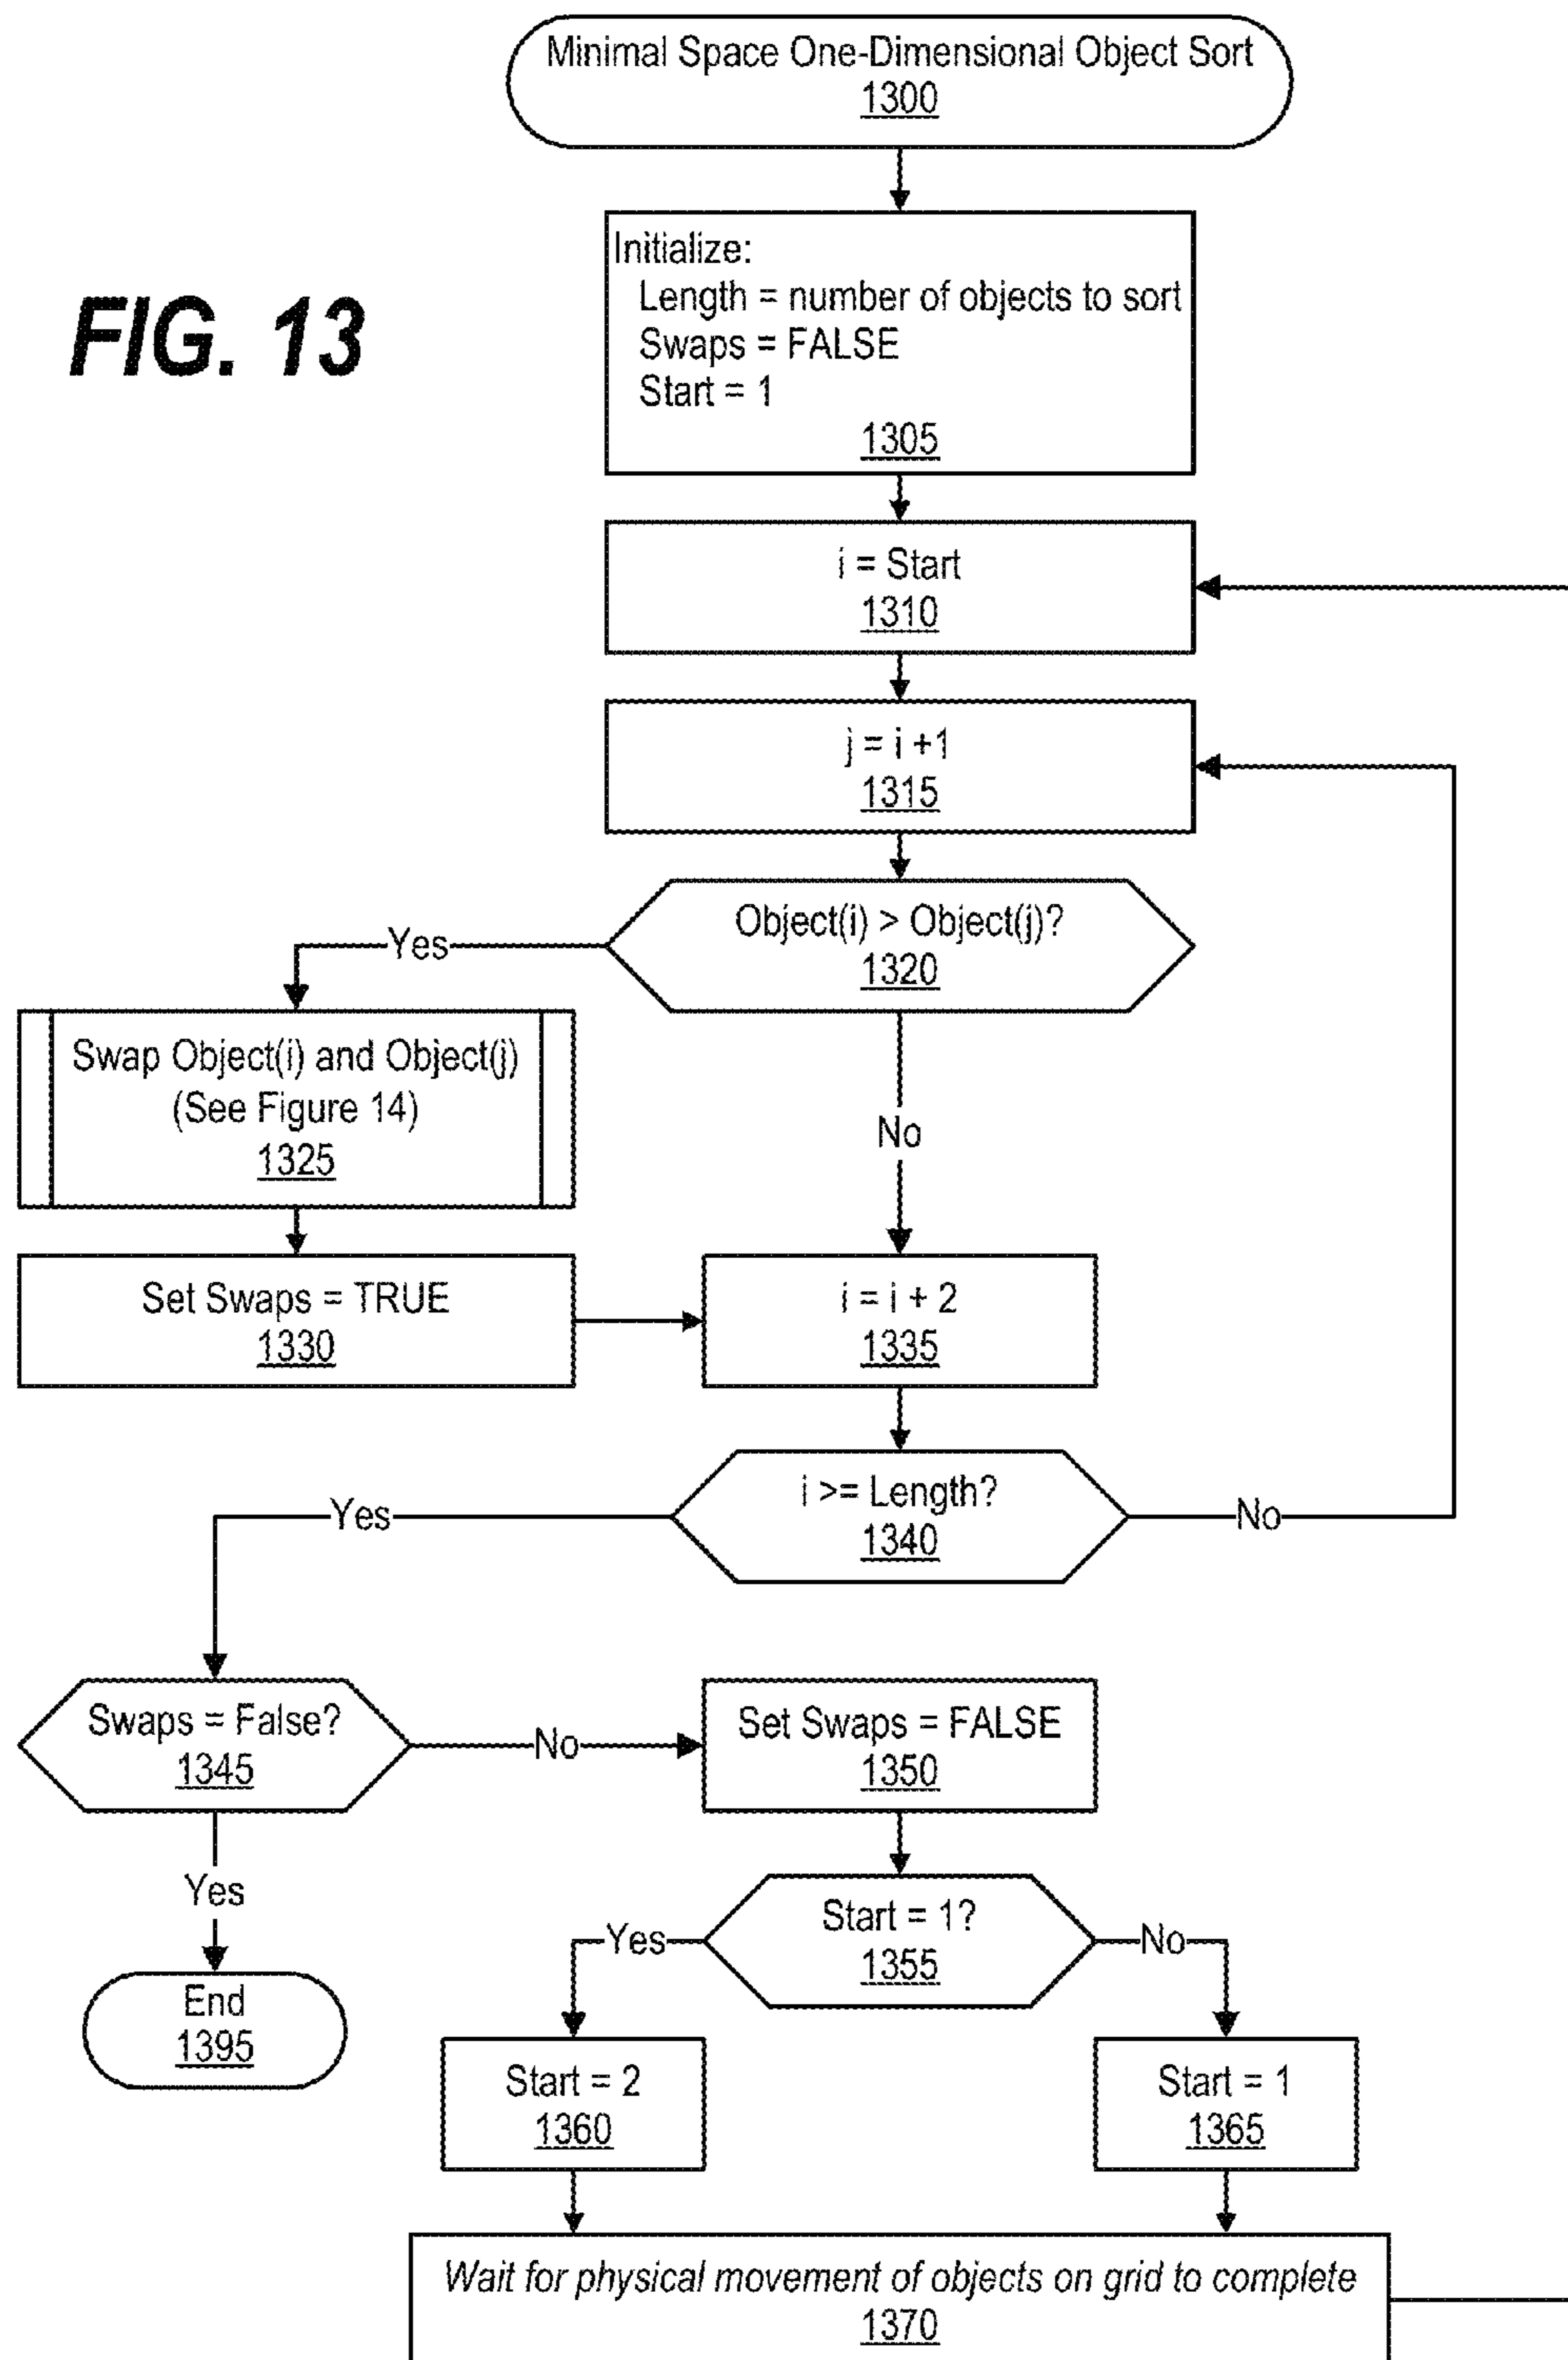 Minimal Space One-Dimensional Object Sort
1300
FIG. 13
Initialize:
Length = number of objects to sort
Swaps = FALSE
Start = 1
1305
i = Start
1310
j = i +1
1315
Object(i) > Object(j)?
1320
Yes
Swap Object(i) and Object(j)
(See Figure 14)
1325
No
Set Swaps = TRUE
1330
i = i + 2
1335
i >= Length?
1340
Yes
No
Swaps = False?
1345
No
Set Swaps = FALSE
1350
Yes
Start = 1?
1355
Yes
No
End
1395
Start = 2
1360
Start = 1
1365
Wait for physical movement of objects on grid to complete
1370